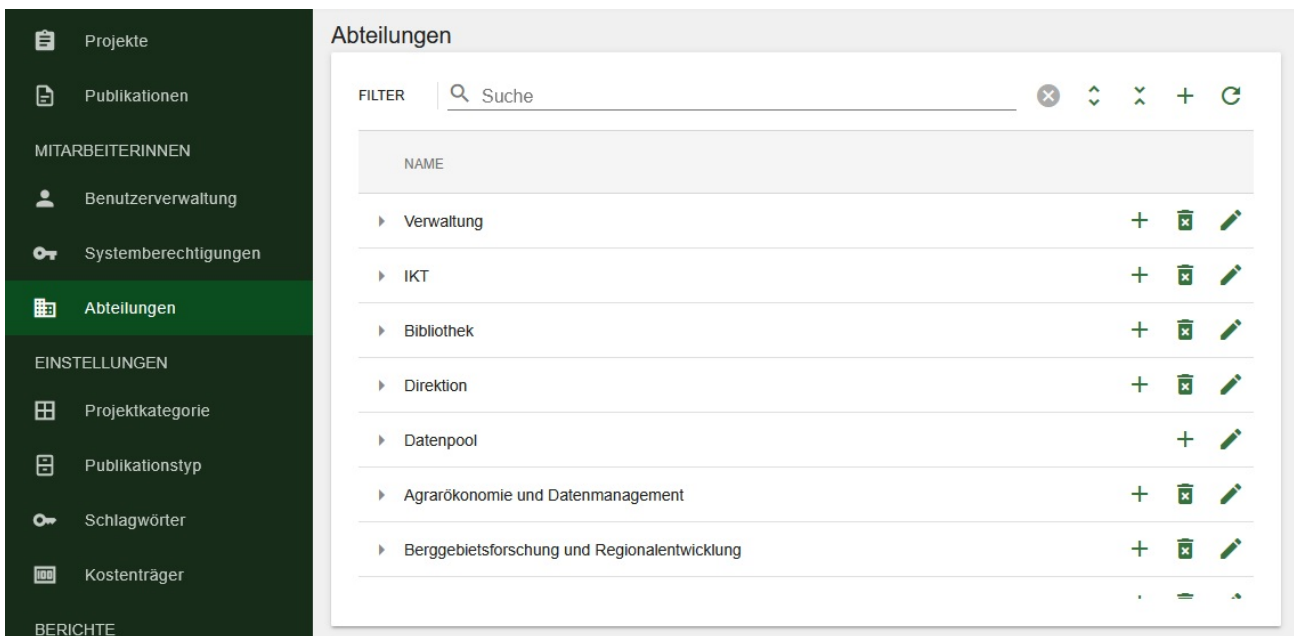 Projekte
Publikationen
MITARBEITERINNEN
Benutzerverwaltung
Systemberechtigungen
Abteilungen
EINSTELLUNGEN
Projektkategorie
Publikationstyp
Schlagwörter
Kostenträger
BERICHTE
Abteilungen
FILTER
Suche
NAME
Verwaltung
IKT
Bibliothek
Direktion
Datenpool
Agrarökonomie und Datenmanagement
Berggebietsforschung und Regionalentwicklung